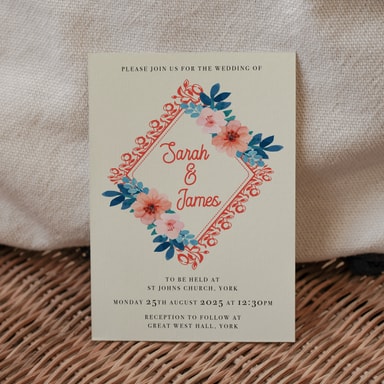 PLEASE JOIN US FOR THE WEDDING OF
Sarah
&
James
TO BE HELD AT
ST JOHNS CHURCH, YORK
MONDAY 25TH AUGUST 2025 AT 12:30PM
RECEPTION TO FOLLOW AT
GREAT WEST HALL, YORK